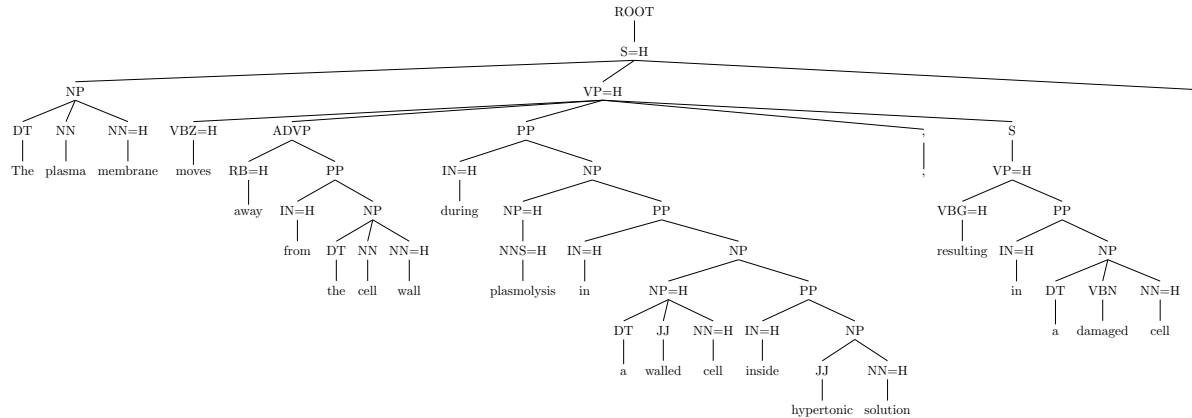 ROOT
S=H
NP VP=H
DT NN NN=H VBZ=H ADVP PP , S
The plasma membrane moves RB=H PP IN=H NP , VP=H
away IN=H NP during NP=H PP VBG=H PP
from DT NN NN=H NNS=H IN=H NP resulting IN=H NP
the cell wall plasmolysis in NP=H PP in DT VBN NN=H
DT JJ NN=H IN=H NP a damaged cell
a walled cell inside JJ NN=H
hypertonic solution